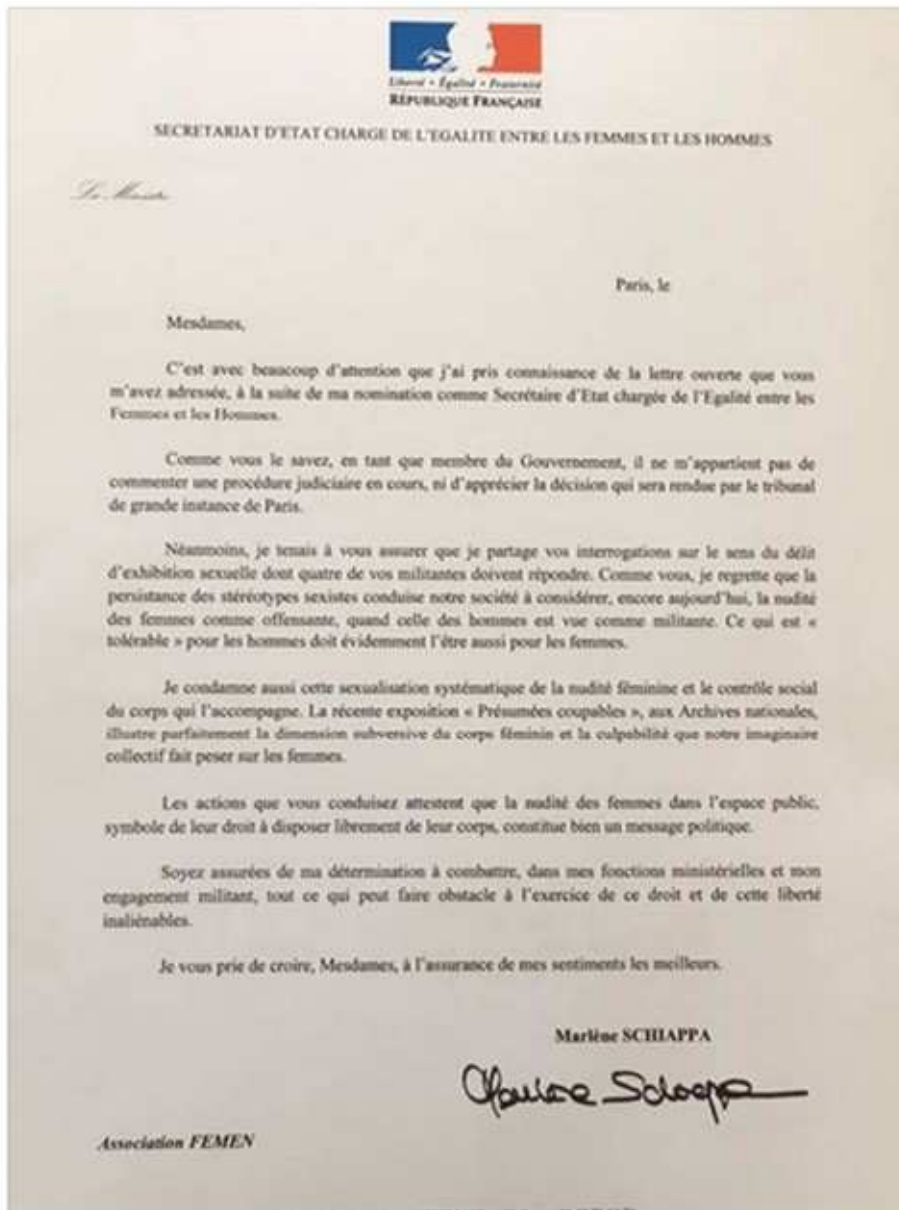 Liberté • Égalité • Fraternité
RÉPUBLIQUE FRANÇAISE
SECRETARIAT D'ETAT CHARGE DE L'EGALITE ENTRE LES FEMMES ET LES HOMMES
Paris, le
Mesdames,
C'est avec beaucoup d'attention que j'ai pris connaissance de la lettre ouverte que vous
m'avez adressée, à la suite de ma nomination comme Secrétaire d'Etat chargée de l'Egalité entre les
Femmes et les Hommes.
Comme vous le savez, en tant que membre du Gouvernement, il ne m'appartient pas de
commenter une procédure judiciaire en cours, ni d'apprécier la décision qui sera rendue par le tribunal
de grande instance de Paris.
Néanmoins, je tenais à vous assurer que je partage vos interrogations sur le sens du délit
d'exhibition sexuelle dont quatre de vos militantes doivent répondre. Comme vous, je regrette que la
persistance des stéréotypes sexistes conduise notre société à considérer, encore aujourd'hui, la nudité
des femmes comme offensante, quand celle des hommes est vue comme militante. Ce qui est «
tolérable » pour les hommes doit évidemment l'être aussi pour les femmes.
Je condamne aussi cette sexualisation systématique de la nudité féminine et le contrôle social
du corps qui l'accompagne. La récente exposition « Présumées coupables », aux Archives nationales,
illustre parfaitement la dimension subversive du corps féminin et la culpabilité que notre imaginaire
collectif fait peser sur les femmes.
Les actions que vous conduisez attestent que la nudité des femmes dans l'espace public,
symbole de leur droit à disposer librement de leur corps, constitue bien un message politique.
Soyez assurées de ma détermination à combattre, dans mes fonctions ministérielles et mon
engagement militant, tout ce qui peut faire obstacle à l'exercice de ce droit et de cette liberté
inaliénables.
Je vous prie de croire, Mesdames, à l'assurance de mes sentiments les meilleurs.
Marlène SCHIAPPA
Association FEMEN